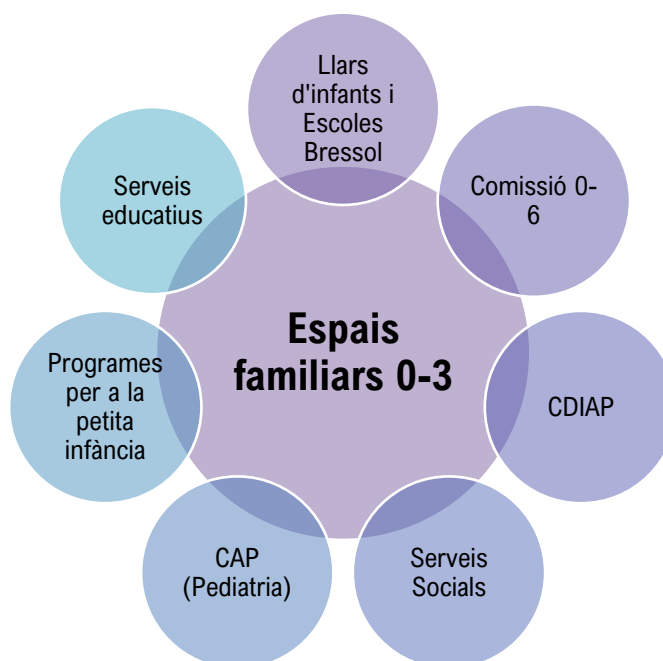 Llars
d'infants i
Escoles
Bressol
Comissió 0-
6
CDIAP
Serveis
Socials
CAP
(Pediatria)
Programes
per a la
petita
infància
Serveis
educatius
Espais
familiars 0-3